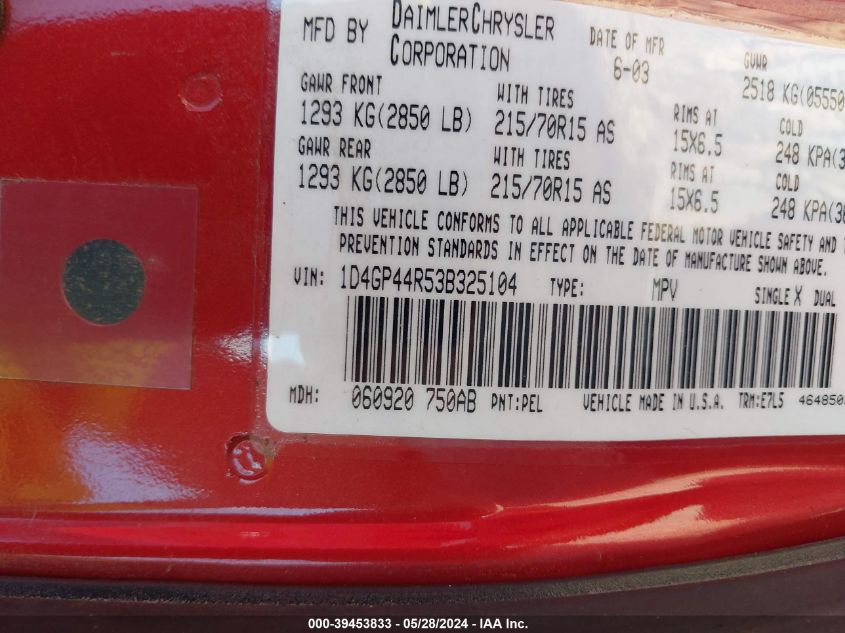 MFD BY DAIMLERCHRYSLER CORPORATION DATE OF MFR 6-03 GVWR 2518 KG(05550
GAWR FRONT WITH TIRES RIMS AT COLD
1293 KG(2850 LB) 215/70R15 AS 15X6.5 248 KPA(3
GAWR REAR WITH TIRES RIMS AT COLD
1293 KG(2850 LB) 215/70R15 AS 15X6.5 248 KPA(36
THIS VEHICLE CONFORMS TO ALL APPLICABLE FEDERAL MOTOR VEHICLE SAFETY AND T
PREVENTION STANDARDS IN EFFECT ON THE DATE OF MANUFACTURE SHOWN ABOVE.
VIN: 1D4GP44R53B325104 TYPE: MPV SINGLE X DUAL
MDH: 060920 750AB PNT:PEL VEHICLE MADE IN U.S.A. TRM:E7L5 464850
000-39453833 - 05/28/2024 - IAA Inc.